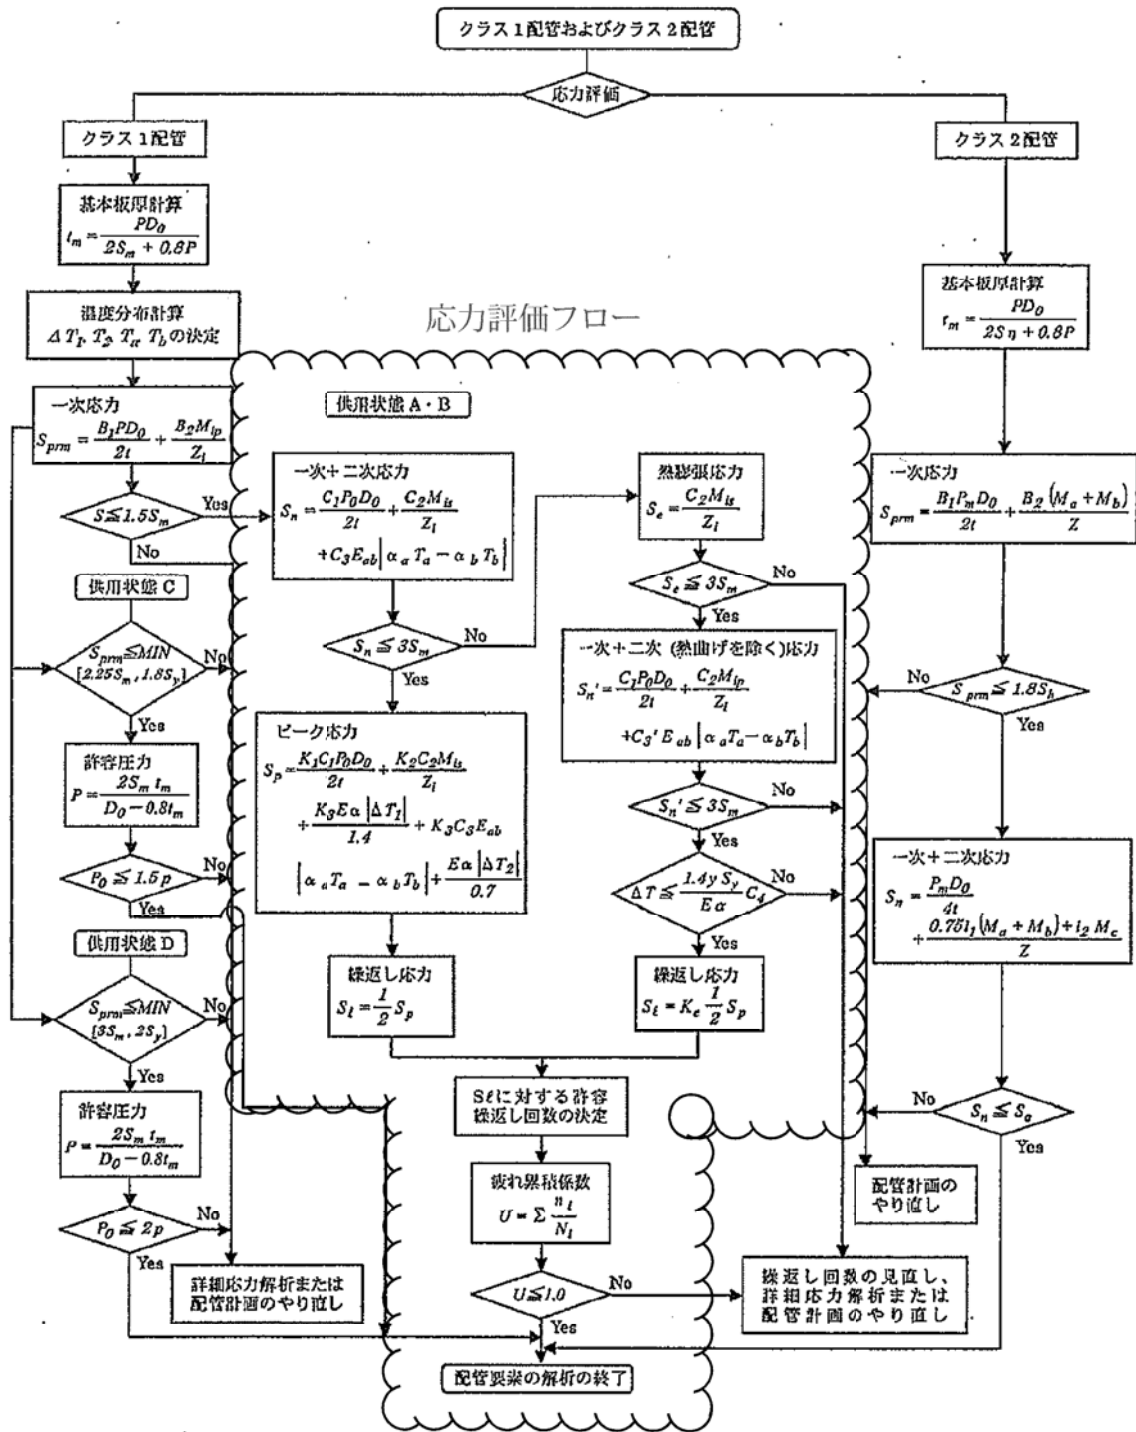 クラス1配管およびクラス2配管
応力評価
クラス1配管
クラス2配管
基本板厚計算
t_m = PD_0 / (2S_m + 0.8P)
温度分布計算
ΔT_1, T_2, T_a, T_b の決定
一次応力
S_prm = B_1PD_0 / 2t + B_2M_ip / Z_i
S≦1.5S_m
Yes
No
供用状態 C
S_prm≦MIN
[2.25S_m , 1.8S_y]
No
Yes
許容圧力
P = 2S_m t_m / (D_0 − 0.8t_m)
P_0 ≦ 1.5p
No
Yes
供用状態 D
S_prm≦MIN
[3S_m , 2S_y]
No
Yes
許容圧力
P = 2S_m t_m / (D_0 − 0.8t_m)
P_0 ≦ 2p
No
Yes
詳細応力解析または
配管計画のやり直し
応力評価フロー
供用状態 A・B
一次+二次応力
S_n = C_1P_0D_0 / 2t + C_2M_is / Z_i
+C_3E_ab|α_a T_a − α_b T_b|
S_n ≦ 3S_m
No
Yes
ピーク応力
S_p = K_1C_1P_0D_0 / 2t + K_2C_2M_is / Z_i
+ K_3Eα|ΔT_1| / 1.4 + K_3C_3E_ab
|α_a T_a − α_b T_b| + Eα|ΔT_2| / 0.7
繰返し応力
S_ℓ = 1/2 S_p
熱膨張応力
S_e = C_2M_is / Z_i
S_e ≦ 3S_m
No
Yes
一次+二次 (熱曲げを除く)応力
S_n' = C_1P_0D_0 / 2t + C_2M_ip / Z_i
+C_3' E_ab |α_a T_a − α_b T_b|
S_n' ≦ 3S_m
No
Yes
ΔT ≦ 1.4y S_y / Eα C_4
No
Yes
繰返し応力
S_ℓ = K_e 1/2 S_p
Sℓに対する許容
繰返し回数の決定
疲れ累積係数
U = Σ n_i / N_i
U≦1.0
No
Yes
繰返し回数の見直し、
詳細応力解析または
配管計画のやり直し
配管要素の解析の終了
基本板厚計算
r_m = PD_0 / (2Sη + 0.8P)
一次応力
S_prm = B_1P_mD_0 / 2t + B_2 (M_a + M_b) / Z
S_prm ≦ 1.8S_h
No
Yes
一次+二次応力
S_n = P_mD_0 / 4t
+ 0.75i_1(M_a + M_b) + i_2 M_c / Z
S_n ≦ S_a
No
Yes
配管計画の
やり直し